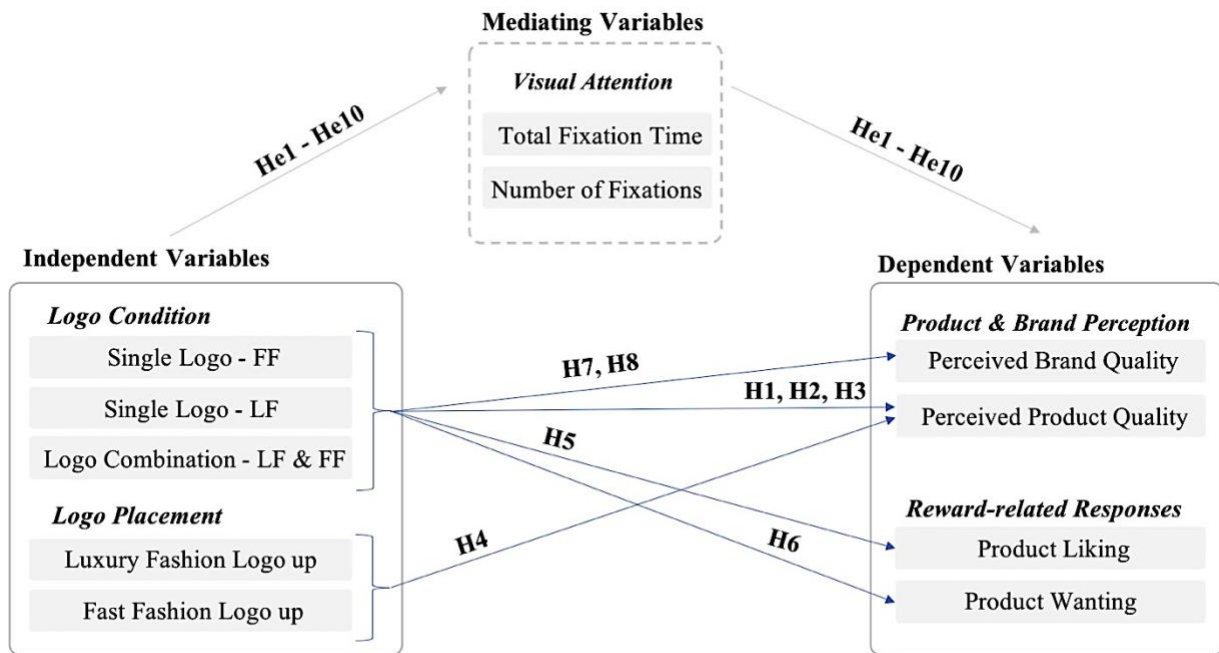 Mediating Variables
Visual Attention
Total Fixation Time
Number of Fixations
He1 - He10
He1 - He10
Independent Variables
Logo Condition
Single Logo - FF
Single Logo - LF
Logo Combination - LF & FF
Logo Placement
Luxury Fashion Logo up
Fast Fashion Logo up
H7, H8
H1, H2, H3
H5
H4
H6
Dependent Variables
Product & Brand Perception
Perceived Brand Quality
Perceived Product Quality
Reward-related Responses
Product Liking
Product Wanting